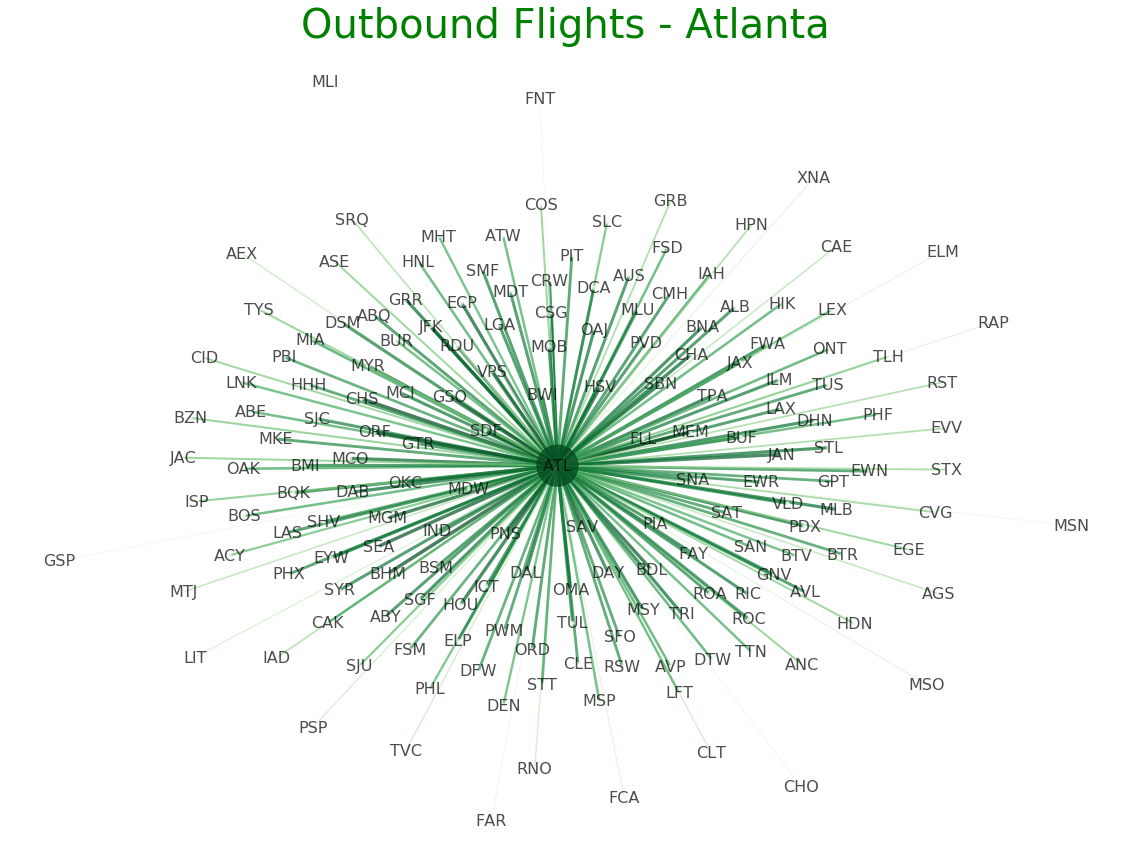 Outbound Flights - Atlanta
MLI
FNT
XNA
GRB
COS
SRQ
SLC
HPN
MHT
ATW
CAE
FSD
ELM
AEX
PIT
ASE
HNL
SMF
AUS
IAH
CRW
DCA
MDT
CMH
GRR
ECP
HIK
ALB
TYS
MLU
LEX
CSG
ABQ
DSM
RAP
LGA
JFK
BNA
OAJ
MIA
BUR
PVD
FWA
RDU
MOB
ONT
CHA
TLH
PBI
CID
JAX
MYR
VRS
ILM
LNK
HHH
SBN
TUS
RST
HSV
MCI
BWI
TPA
GSO
CHS
LAX
ABE
PHF
BZN
SJC
DHN
EVV
ORF
SDF
MEM
FLL
BUF
MKE
GTR
STL
JAN
JAC
MCO
BMI
ATL
OAK
EWN
STX
SNA
EWR
GPT
OKC
MDW
BQK
DAB
ISP
VLD
MLB
CVG
SAT
BOS
MGM
SHV
PIA
MSN
SAV
PDX
IND
LAS
PNS
SEA
SAN
EGE
FAY
BTV
BTR
ACY
EYW
GSP
BSM
BDL
PHX
BHM
DAL
DAY
GNV
ICT
SYR
OMA
MTJ
ROA
RIC
AVL
AGS
SGF
HOU
MSY
TRI
ABY
ROC
CAK
TUL
HDN
PWM
SFO
ELP
FSM
ORD
TTN
LIT
IAD
DTW
CLE
SJU
RSW
AVP
ANC
DFW
STT
MSO
PHL
LFT
MSP
DEN
PSP
TVC
CLT
RNO
CHO
FCA
FAR